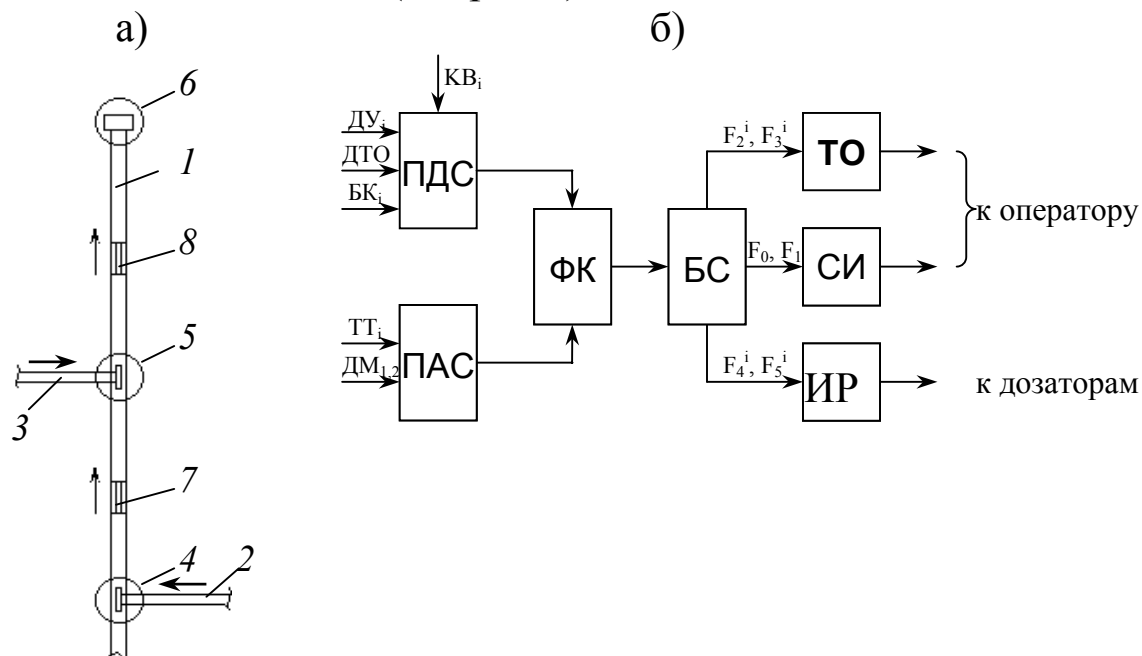 а)
б)
6
1
8
5
3
7
4
2
КВᵢ
ДУᵢ
ДТО
БКᵢ
ПДС
ТТᵢ
ДМ₁,₂
ПАС
ФК
БС
F₂ⁱ, F₃ⁱ
F₀, F₁
F₄ⁱ, F₅ⁱ
ТО
СИ
ИР
к оператору
к дозаторам